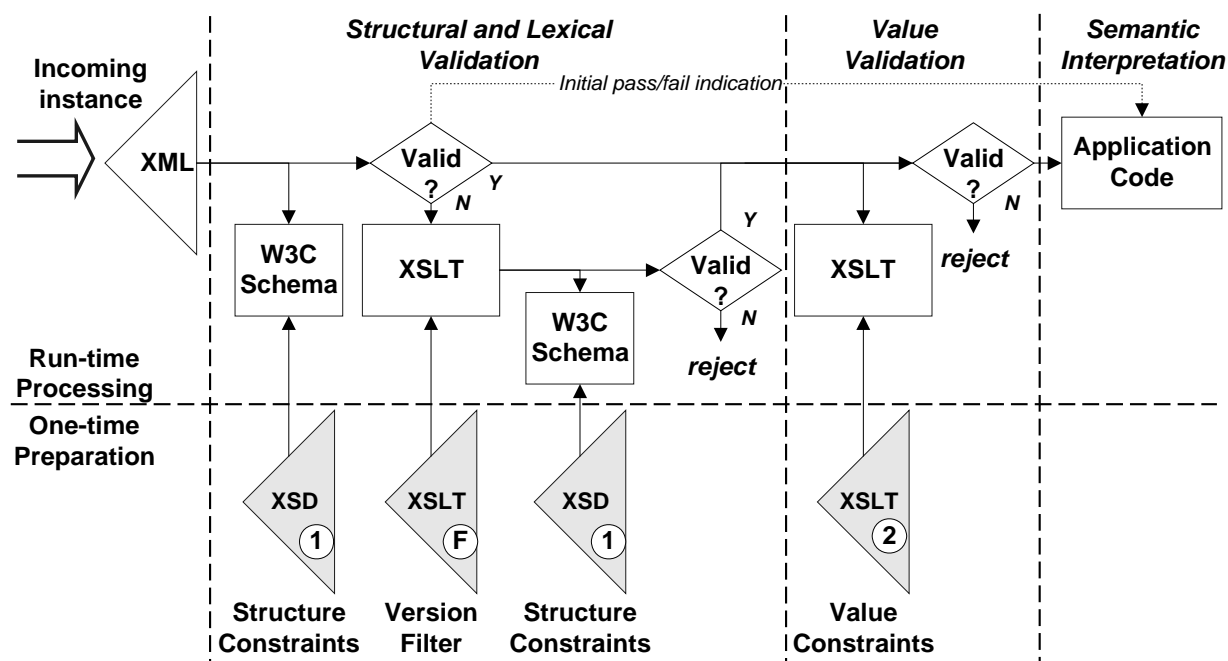 Structural and Lexical
Validation
Value
Validation
Semantic
Interpretation
Incoming
instance
Initial pass/fail indication
XML
Valid
?
Y
N
Valid
?
N
reject
Application
Code
W3C
Schema
XSLT
Y
Valid
?
N
reject
W3C
Schema
XSLT
Run-time
Processing
One-time
Preparation
XSD
1
XSLT
F
XSD
1
XSLT
2
Structure
Constraints
Version
Filter
Structure
Constraints
Value
Constraints